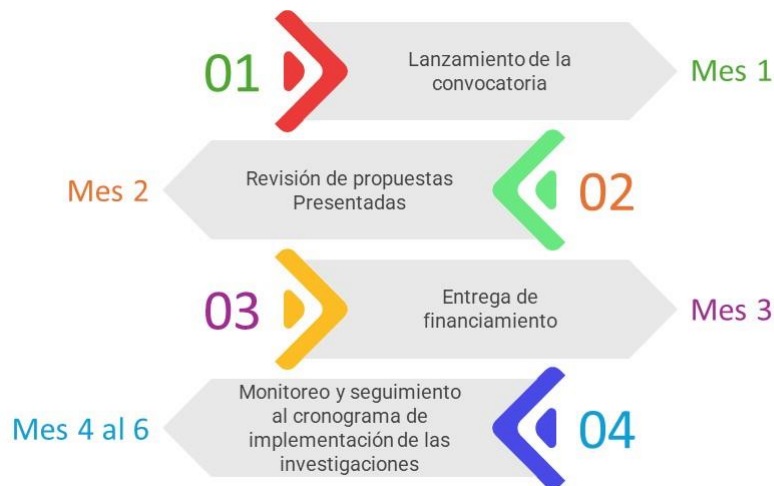 01
Lanzamiento de la
convocatoria
Mes 1
Mes 2
Revisión de propuestas
Presentadas
02
03
Entrega de
financiamiento
Mes 3
Mes 4 al 6
Monitoreo y seguimiento
al cronograma de
implementación de las
investigaciones
04